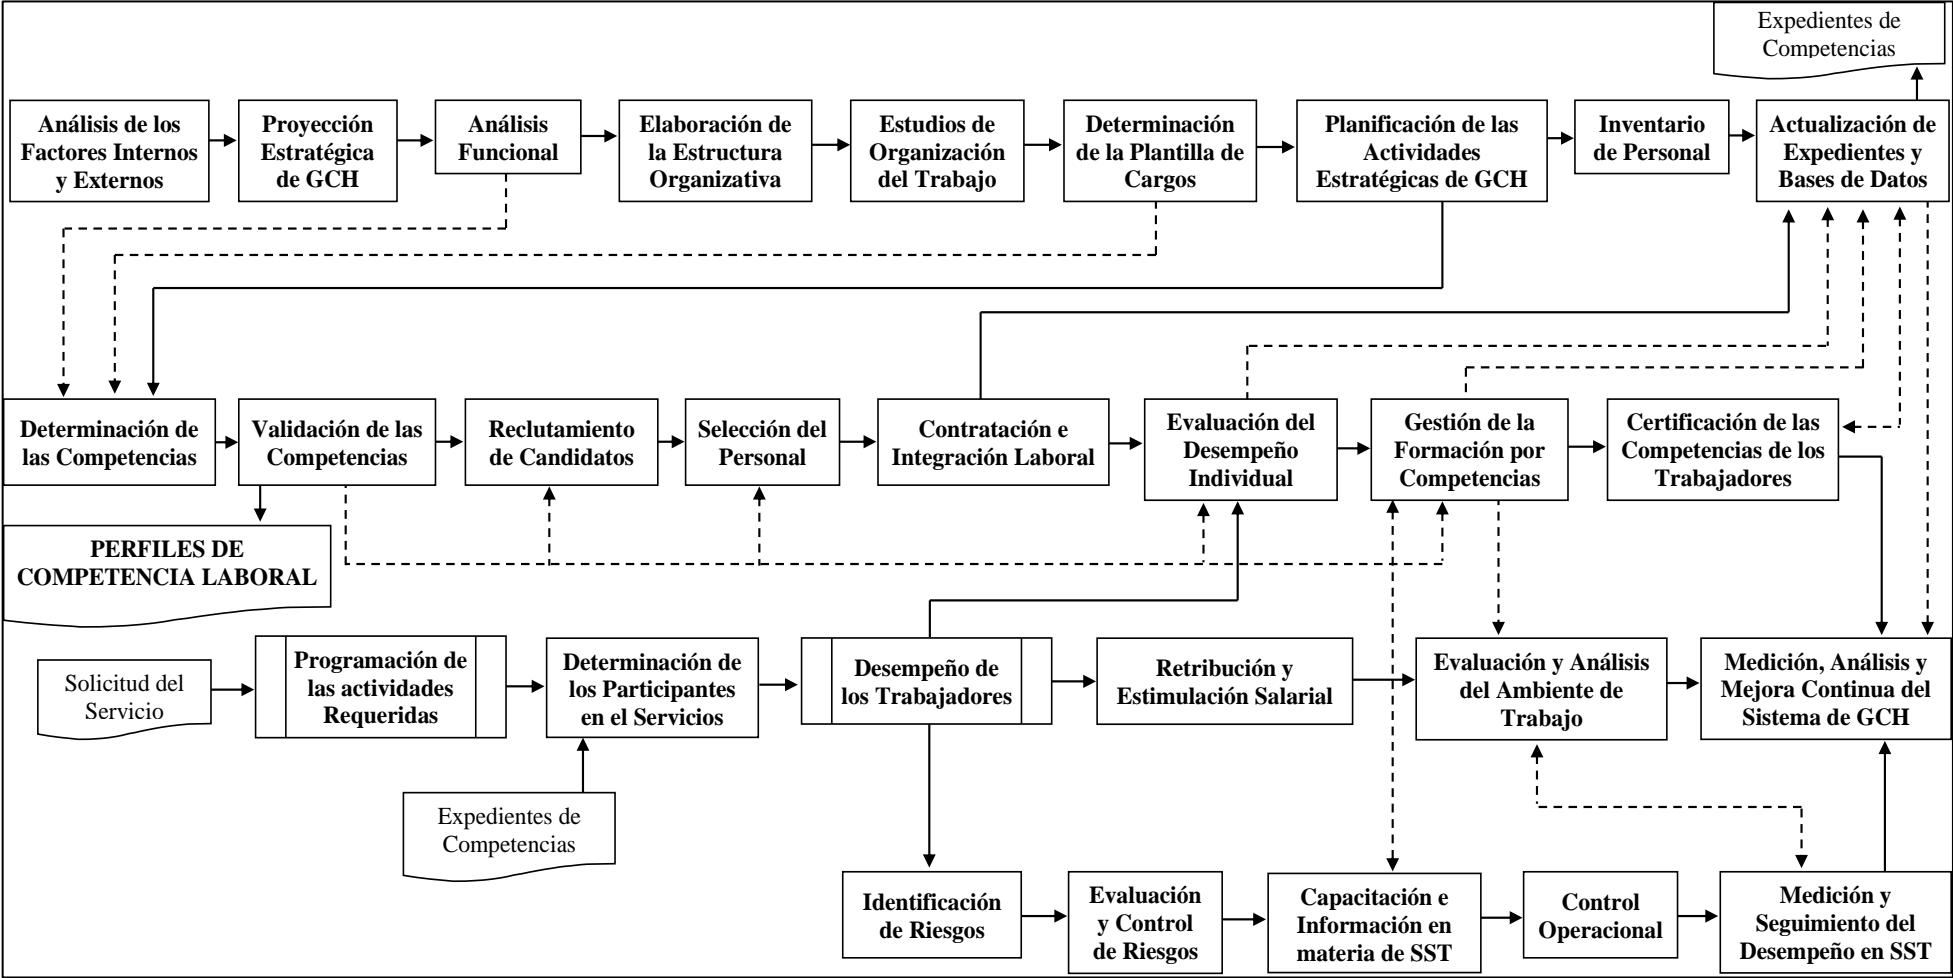 Expedientes de
Competencias
Análisis de los
Factores Internos
y Externos
Proyección
Estratégica
de GCH
Análisis
Funcional
Elaboración de
la Estructura
Organizativa
Estudios de
Organización
del Trabajo
Determinación
de la Plantilla de
Cargos
Planificación de las
Actividades
Estratégicas de GCH
Inventario
de Personal
Actualización de
Expedientes y
Bases de Datos
Determinación de
las Competencias
Validación de las
Competencias
Reclutamiento
de Candidatos
Selección del
Personal
Contratación e
Integración Laboral
Evaluación del
Desempeño
Individual
Gestión de la
Formación por
Competencias
Certificación de las
Competencias de los
Trabajadores
PERFILES DE
COMPETENCIA LABORAL
Solicitud del
Servicio
Programación de
las actividades
Requeridas
Determinación de
los Participantes
en el Servicios
Desempeño de
los Trabajadores
Retribución y
Estimulación Salarial
Evaluación y Análisis
del Ambiente de
Trabajo
Medición, Análisis y
Mejora Continua del
Sistema de GCH
Expedientes de
Competencias
Identificación
de Riesgos
Evaluación
y Control
de Riesgos
Capacitación e
Información en
materia de SST
Control
Operacional
Medición y
Seguimiento del
Desempeño en SST